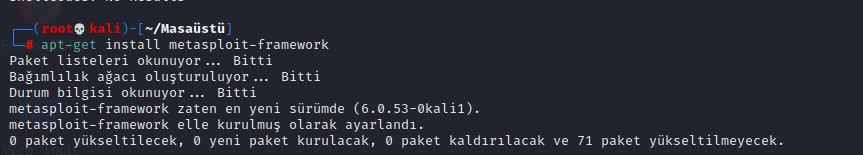 ┌──(root💀kali)-[~/Masaüstü]
└─# apt-get install metasploit-framework
Paket listeleri okunuyor... Bitti
Bağımlılık ağacı oluşturuluyor... Bitti
Durum bilgisi okunuyor... Bitti
metasploit-framework zaten en yeni sürümde (6.0.53-0kali1).
metasploit-framework elle kurulmuş olarak ayarlandı.
0 paket yükseltilecek, 0 yeni paket kurulacak, 0 paket kaldırılacak ve 71 paket yükseltilmeyecek.